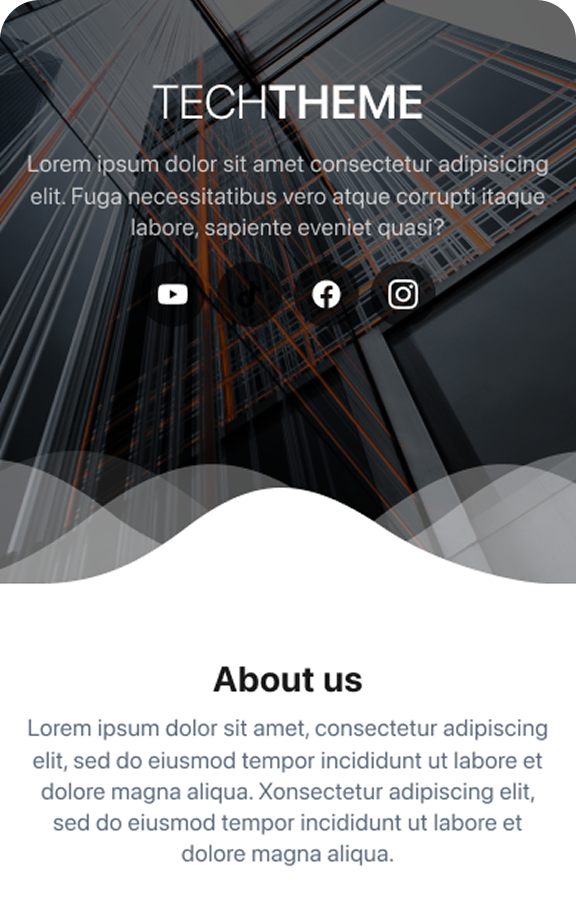 TECHTHEME
Lorem ipsum dolor sit amet consectetur adipisicing
elit. Fuga necessitatibus vero atque corrupti itaque
labore, sapiente eveniet quasi?
About us
Lorem ipsum dolor sit amet, consectetur adipiscing
elit, sed do eiusmod tempor incididunt ut labore et
dolore magna aliqua. Xonsectetur adipiscing elit,
sed do eiusmod tempor incididunt ut labore et
dolore magna aliqua.